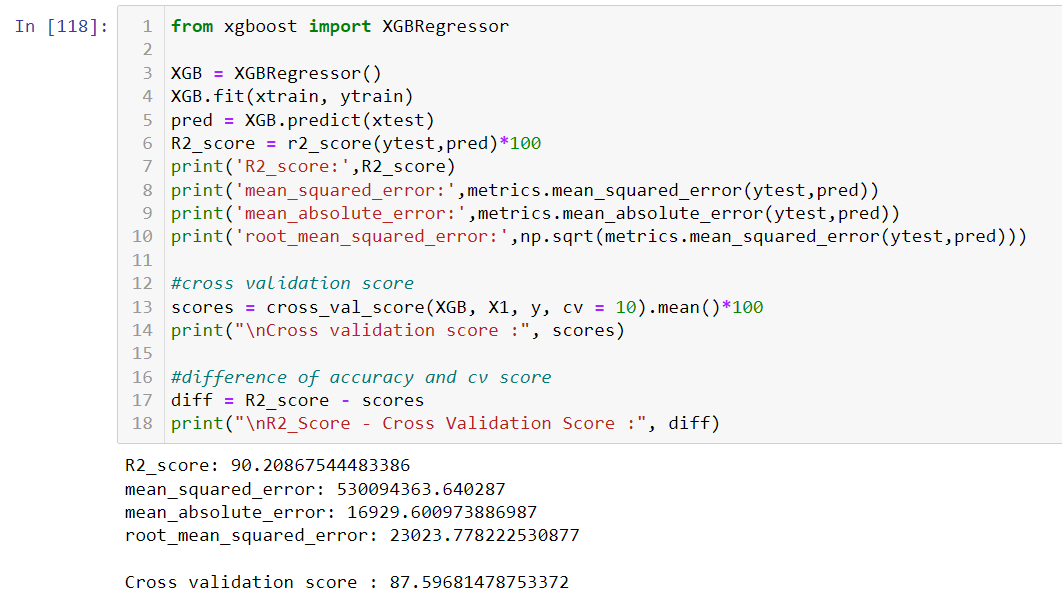 In [118]:
1 from xgboost import XGBRegressor
2
3 XGB = XGBRegressor()
4 XGB.fit(xtrain, ytrain)
5 pred = XGB.predict(xtest)
6 R2_score = r2_score(ytest,pred)*100
7 print('R2_score:',R2_score)
8 print('mean_squared_error:',metrics.mean_squared_error(ytest,pred))
9 print('mean_absolute_error:',metrics.mean_absolute_error(ytest,pred))
10 print('root_mean_squared_error:',np.sqrt(metrics.mean_squared_error(ytest,pred)))
11
12 #cross validation score
13 scores = cross_val_score(XGB, X1, y, cv = 10).mean()*100
14 print("\nCross validation score :", scores)
15
16 #difference of accuracy and cv score
17 diff = R2_score - scores
18 print("\nR2_Score - Cross Validation Score :", diff)
R2_score: 90.20867544483386
mean_squared_error: 530094363.640287
mean_absolute_error: 16929.600973886987
root_mean_squared_error: 23023.778222530877
Cross validation score : 87.59681478753372